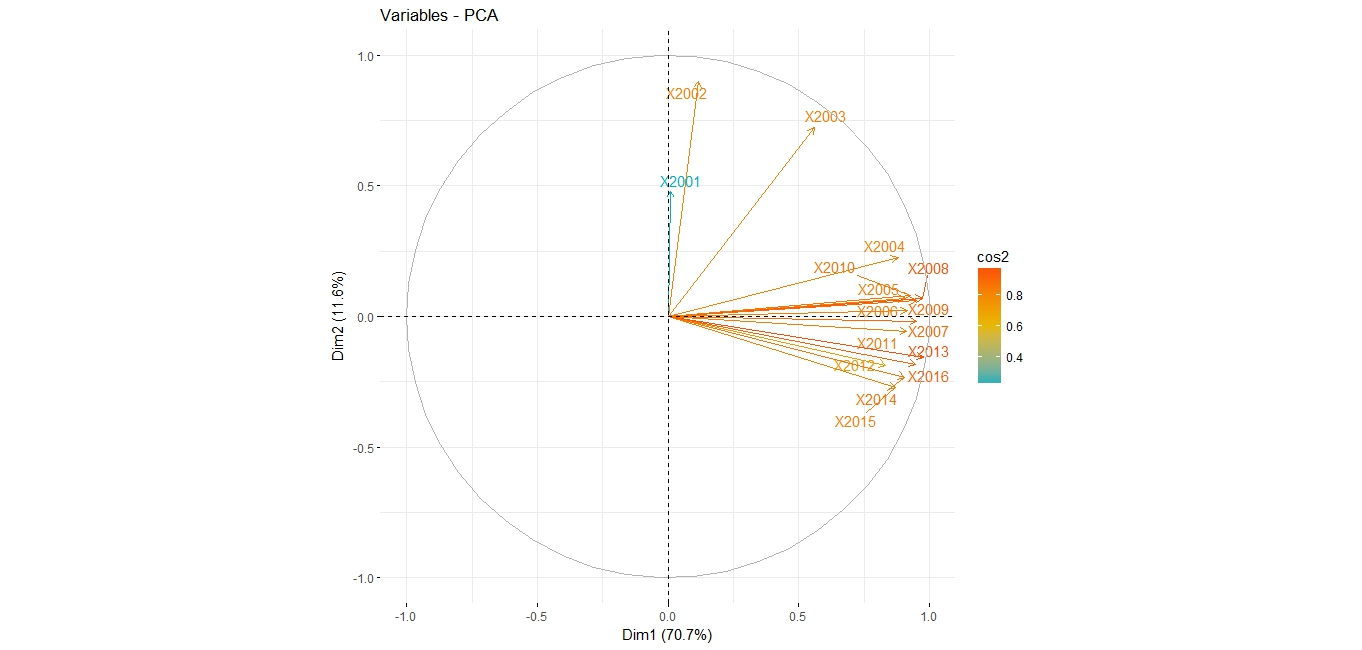 Variables - PCA
1.0
X2002
X2003
0.5
X2001
X2004
X2010
X2008
X2005
X2006
X2009
0.0
X2007
X2011
X2013
X2012
X2016
X2014
X2015
-0.5
-1.0
Dim2 (11.6%)
-1.0 -0.5 0.0 0.5 1.0
Dim1 (70.7%)
cos2
0.8
0.6
0.4